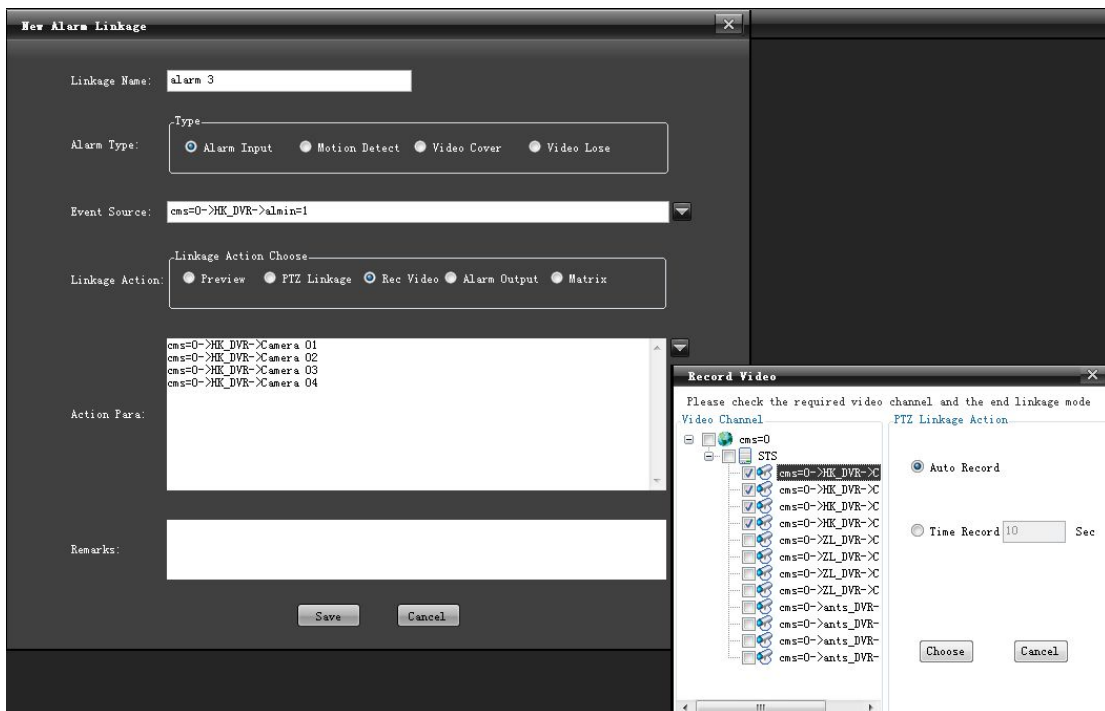 New Alarm Linkage
Linkage Name: alarm 3
Type
Alarm Type: Alarm Input Motion Detect Video Cover Video Lose
Event Source: cms=0->HK_DVR->almin=1
Linkage Action Choose
Linkage Action: Preview PTZ Linkage Rec Video Alarm Output Matrix
cms=0->HK_DVR->Camera 01
cms=0->HK_DVR->Camera 02
cms=0->HK_DVR->Camera 03
cms=0->HK_DVR->Camera 04
Action Para:
Remarks:
Save Cancel
Record Video
Please check the required video channel and the end linkage mode
Video Channel
cms=0
STS
cms=0->HK_DVR->C
cms=0->HK_DVR->C
cms=0->HK_DVR->C
cms=0->HK_DVR->C
cms=0->ZL_DVR->C
cms=0->ZL_DVR->C
cms=0->ZL_DVR->C
cms=0->ZL_DVR->C
cms=0->ants_DVR-
cms=0->ants_DVR-
cms=0->ants_DVR-
cms=0->ants_DVR-
PTZ Linkage Action
Auto Record
Time Record 10 Sec
Choose Cancel